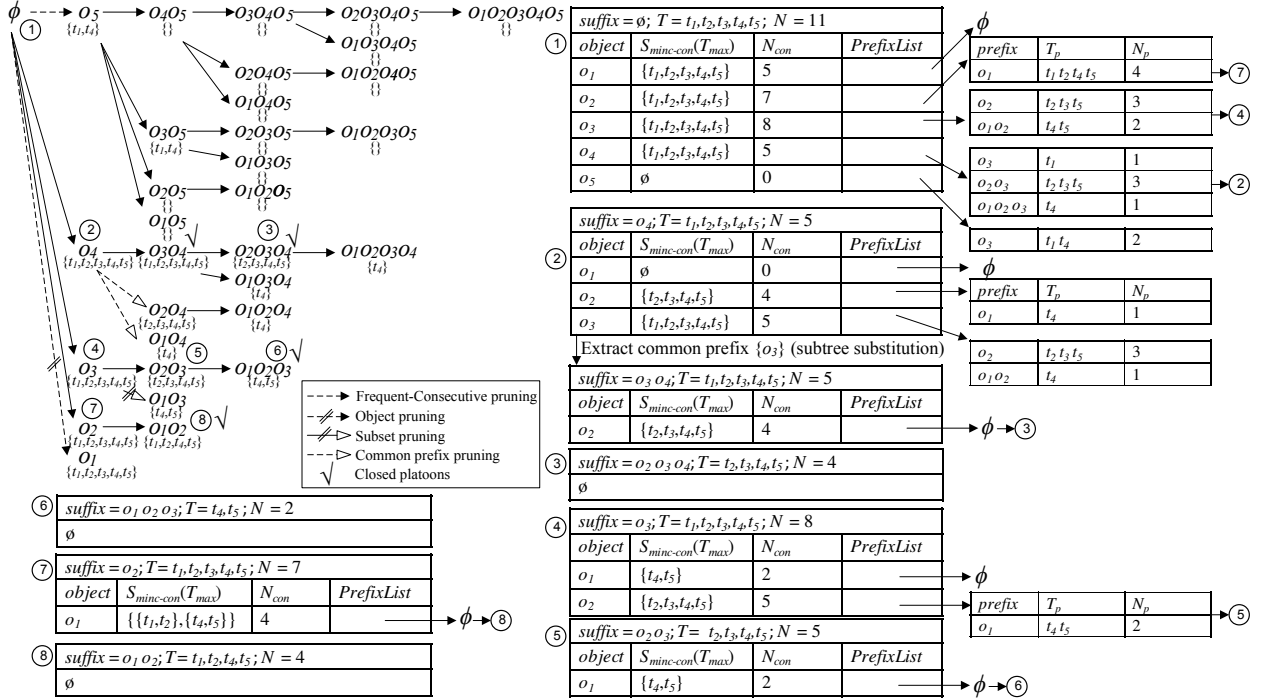 ϕ O5 O4O5 O3O4O5 O2O3O4O5 O1O2O3O4O5
1 {t1,t4} {} {} {} {}
O1O3O4O5
{}
O2O4O5 O1O2O4O5
{} {}
O1O4O5
{}
O3O5 O2O3O5 O1O2O3O5
{t1,t4} {} {}
O1O3O5
{}
O2O5 O1O2O5
{} {}
O1O5
{}
2 √ 3 √
O4 O3O4 O2O3O4 O1O2O3O4
{t1,t2,t3,t4,t5} {t1,t2,t3,t4,t5} {t2,t3,t4,t5} {t4}
O1O3O4
{t4}
O2O4 O1O2O4
{t2,t3,t4,t5} {t4}
O1O4
{t4}
4 5 6 √
O3 O2O3 O1O2O3
{t1,t2,t3,t4,t5} {t2,t3,t4,t5} {t4,t5}
O1O3
{t4,t5}
7 8 √
O2 O1O2
{t1,t2,t3,t4,t5} {t1,t2,t4,t5}
O1
{t1,t2,t3,t4,t5}
Frequent-Consecutive pruning
Object pruning
Subset pruning
Common prefix pruning
√ Closed platoons
1 suffix = ø; T = t1,t2,t3,t4,t5; N = 11
object Sminc-con(Tmax) Ncon PrefixList
o1 {t1,t2,t3,t4,t5} 5
o2 {t1,t2,t3,t4,t5} 7
o3 {t1,t2,t3,t4,t5} 8
o4 {t1,t2,t3,t4,t5} 5
o5 ø 0
ϕ
prefix Tp Np
o1 t1 t2 t4 t5 4 7
o2 t2 t3 t5 3
o1 o2 t4 t5 2
4
o3 t1 1
o2 o3 t2 t3 t5 3 2
o1 o2 o3 t4 1
o3 t1 t4 2
2 suffix = o4; T = t1,t2,t3,t4,t5; N = 5
object Sminc-con(Tmax) Ncon PrefixList
o1 ø 0 ϕ
o2 {t2,t3,t4,t5} 4
o3 {t1,t2,t3,t4,t5} 5
prefix Tp Np
o1 t4 1
o2 t2 t3 t5 3
o1 o2 t4 1
Extract common prefix {o3} (subtree substitution)
suffix = o3 o4; T = t1,t2,t3,t4,t5; N = 5
object Sminc-con(Tmax) Ncon PrefixList
o2 {t2,t3,t4,t5} 4 ϕ 3
3 suffix = o2 o3 o4; T = t2,t3,t4,t5; N = 4
ø
4 suffix = o3; T = t1,t2,t3,t4,t5; N = 8
object Sminc-con(Tmax) Ncon PrefixList
o1 {t4,t5} 2 ϕ
o2 {t2,t3,t4,t5} 5
prefix Tp Np
o1 t4 t5 2
5
5 suffix = o2 o3; T = t2,t3,t4,t5; N = 5
object Sminc-con(Tmax) Ncon PrefixList
o1 {t4,t5} 2 ϕ 6
6 suffix = o1 o2 o3; T = t4,t5 ; N = 2
ø
7 suffix = o2; T = t1,t2,t3,t4,t5; N = 7
object Sminc-con(Tmax) Ncon PrefixList
o1 {{t1,t2},{t4,t5}} 4 ϕ 8
8 suffix = o1 o2; T = t1,t2,t4,t5; N = 4
ø